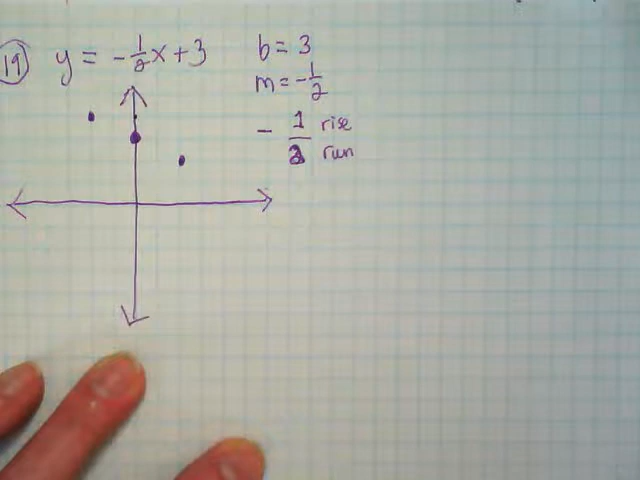 19 y = -1/2x + 3
b = 3
m = -1/2
- 1/2 rise run